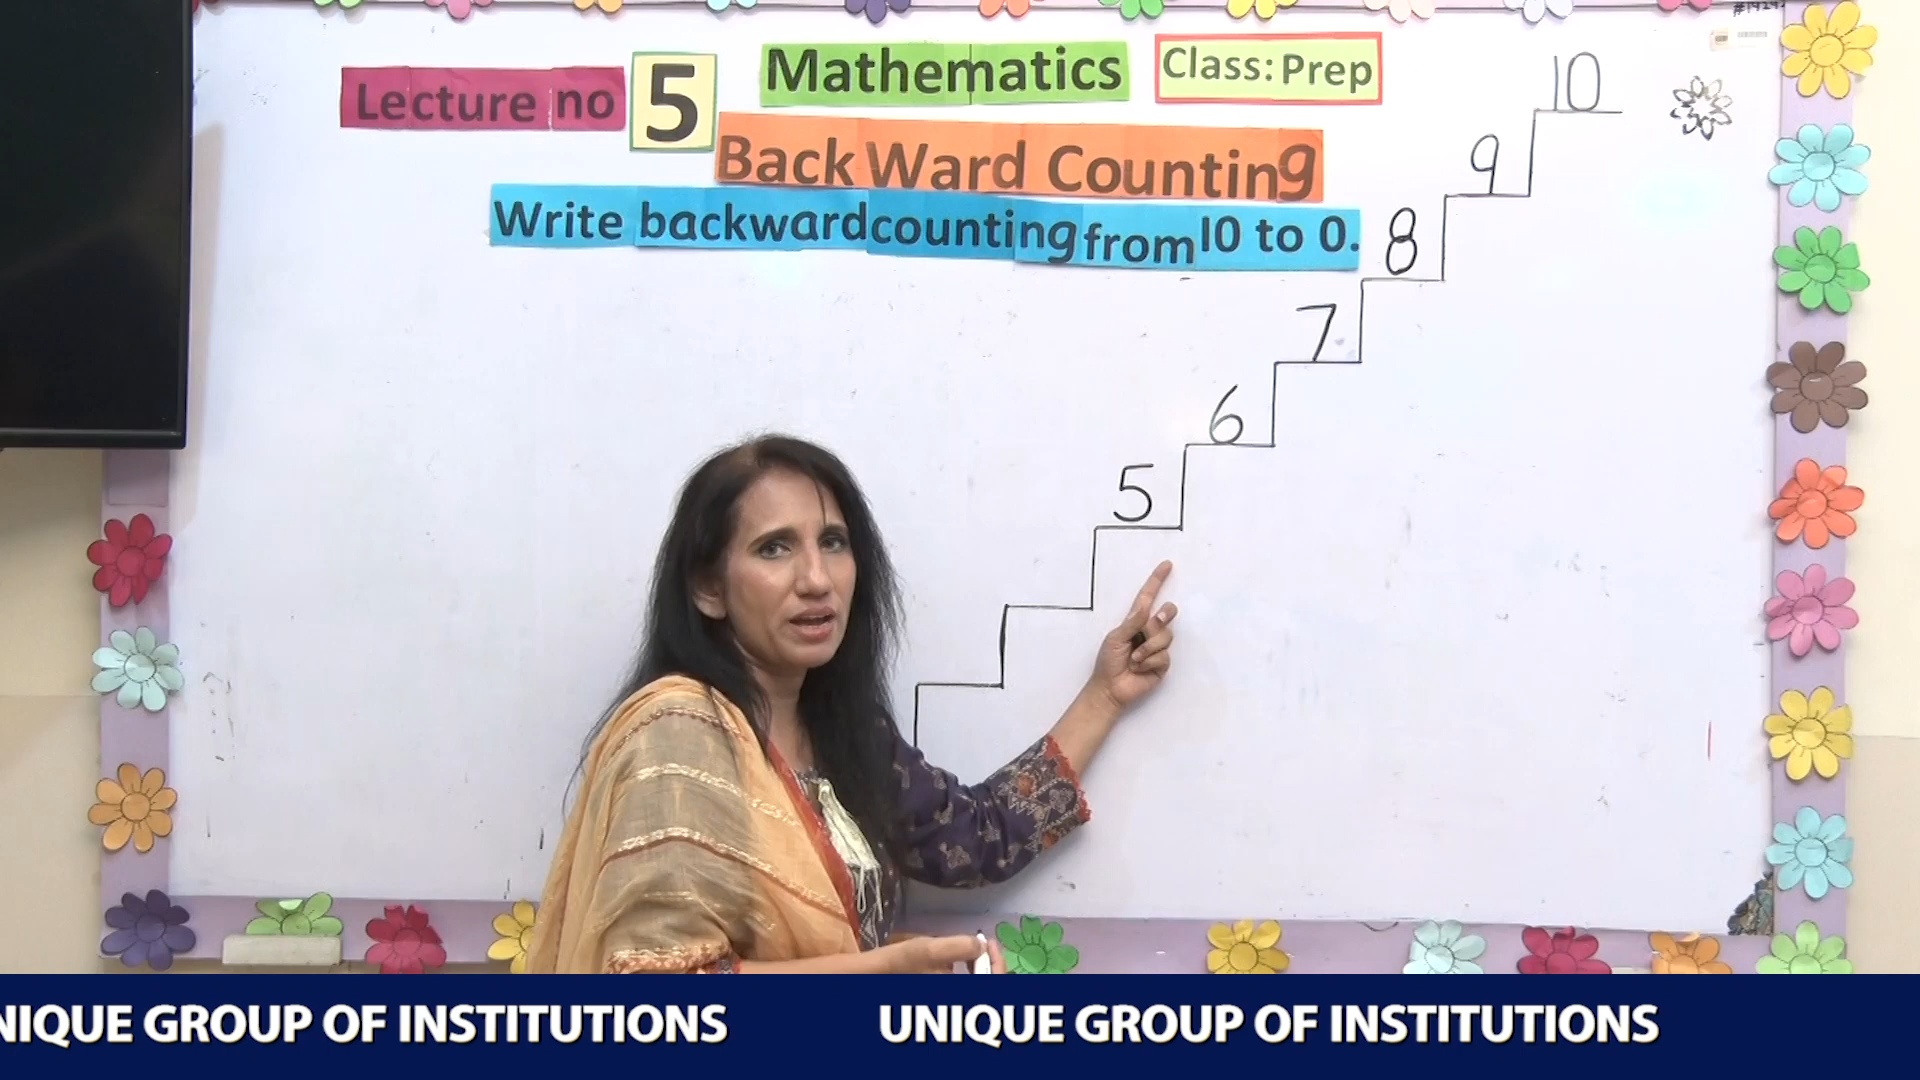 Lecture no 5
Mathematics
Class: Prep
Back Ward Counting
Write backward counting from 10 to 0.
10
9
8
7
6
5
NIQUE GROUP OF INSTITUTIONS UNIQUE GROUP OF INSTITUTIONS